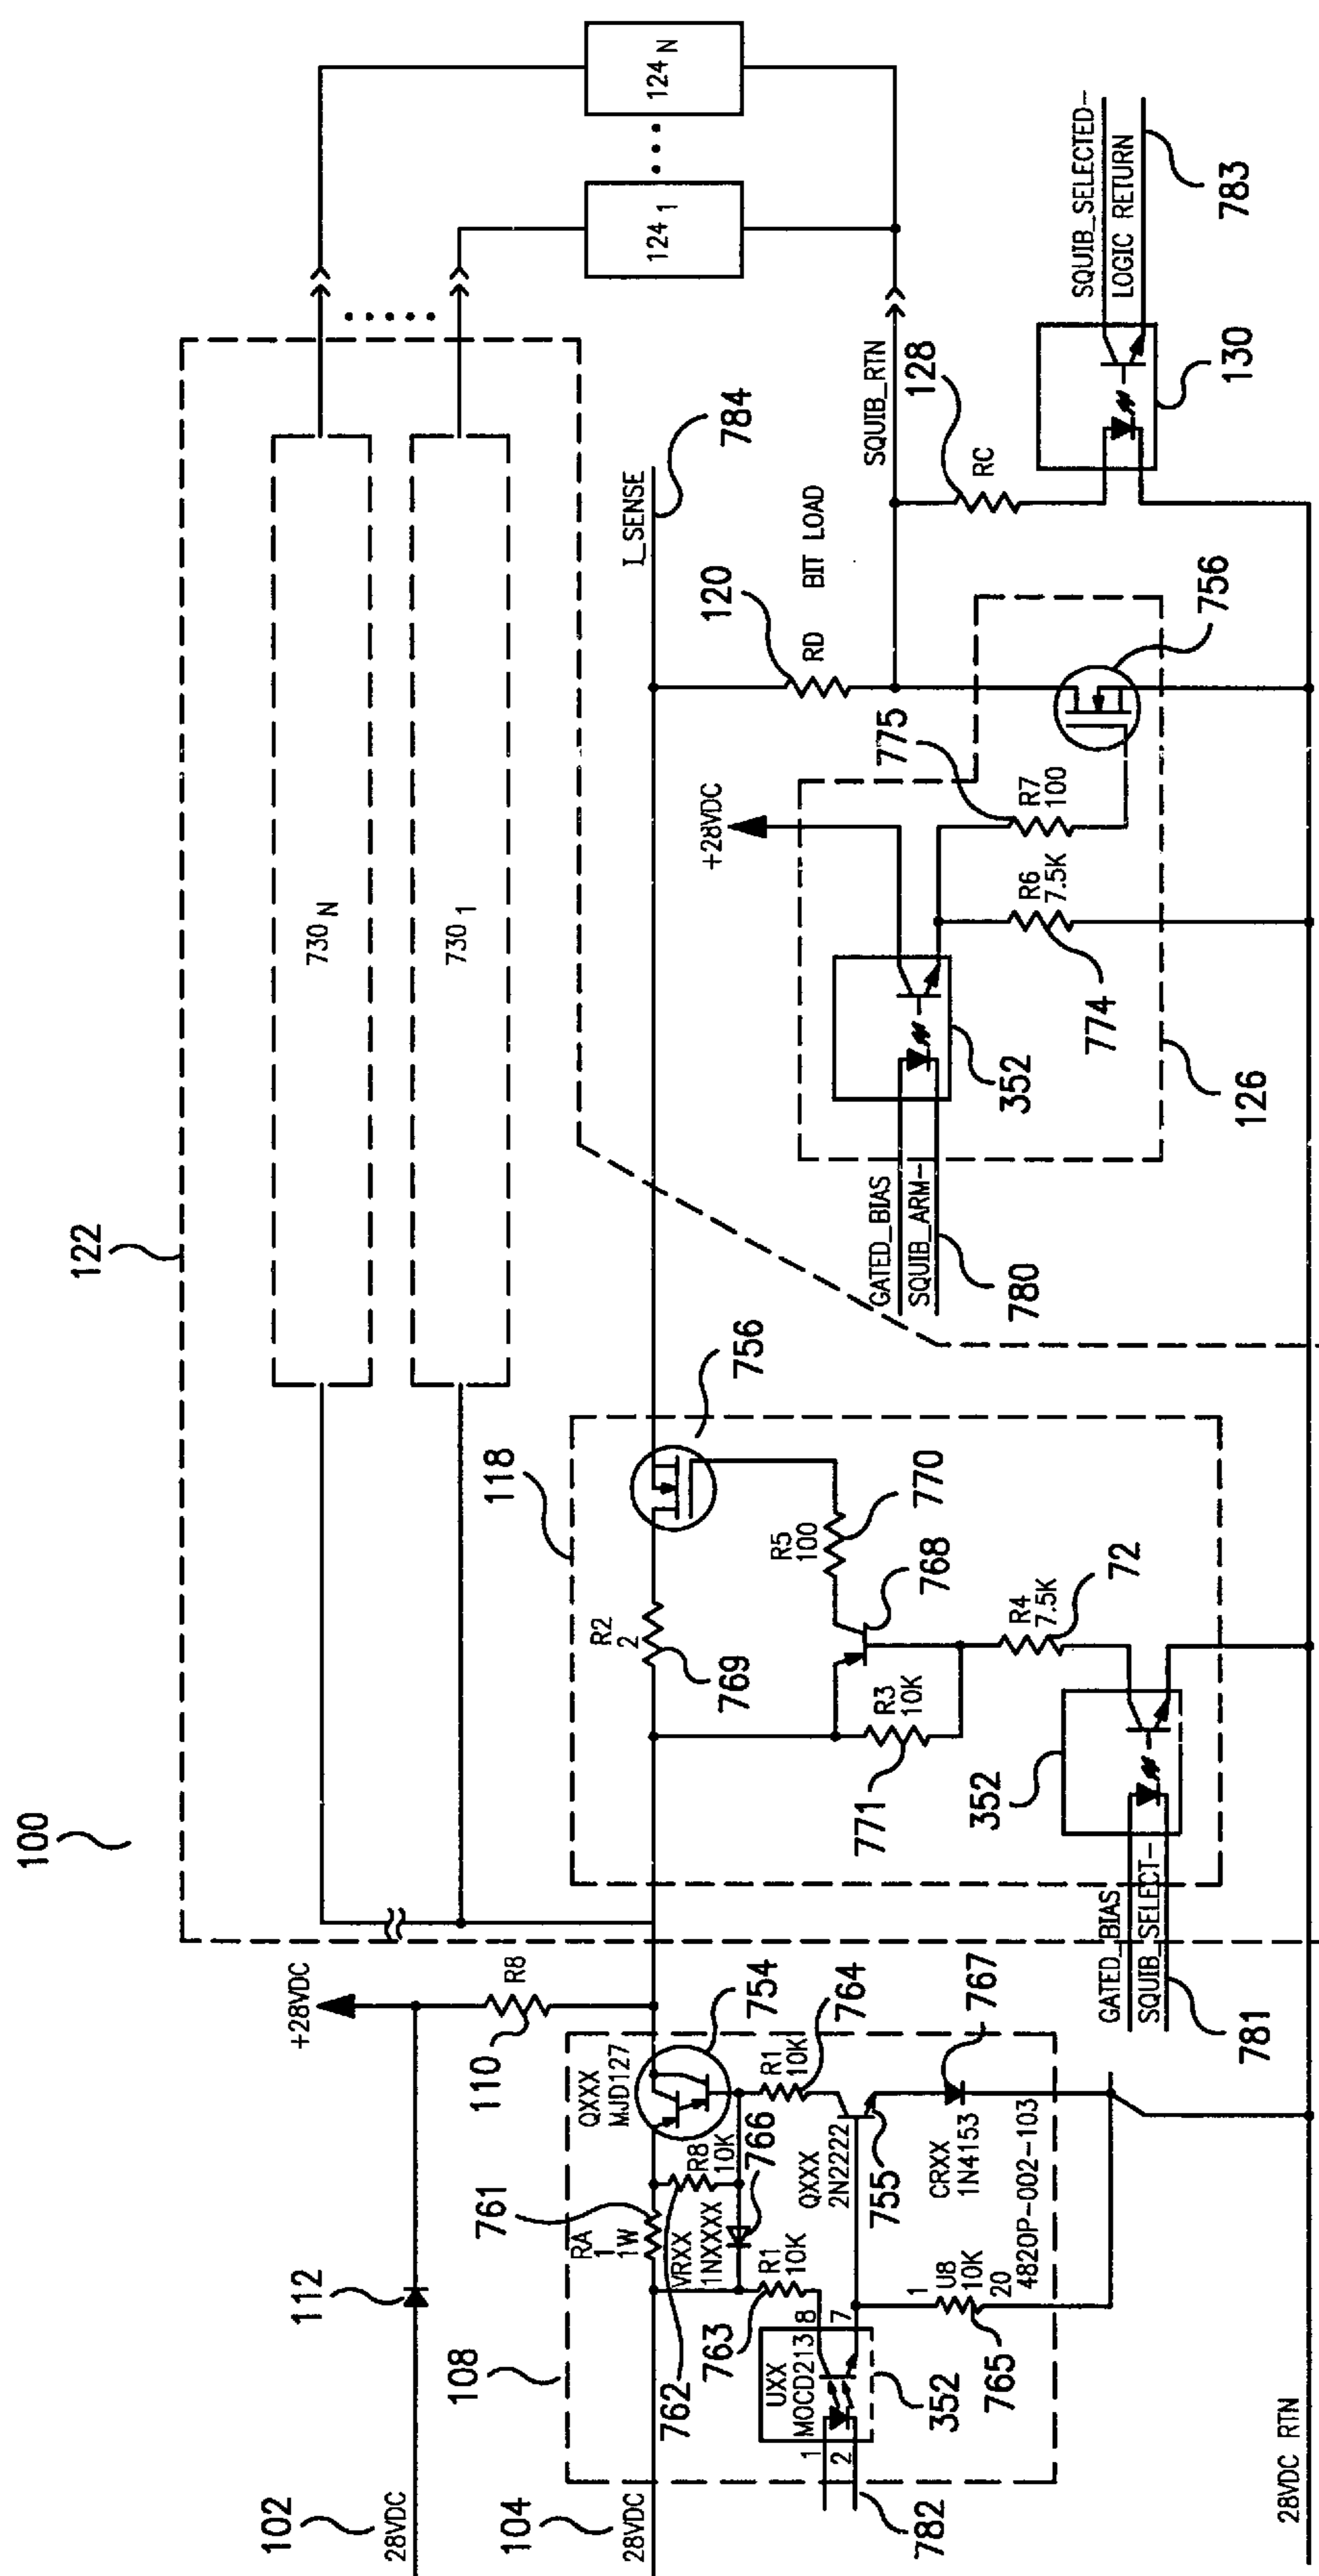 100
122
124 N
124 1
730 N
730 1
I_SENSE
784
SQUIB_RTN
SQUIB_SELECTED-
LOGIC RETURN
783
130
128
RC
120
RD
BIT LOAD
756
+28VDC
775
R7
100
R6
7.5K
774
352
126
GATED_BIAS
SQUIB_ARM-
780
118
756
R2
2
769
R5
100
770
768
R3
10K
771
R4
7.5K
72
352
GATED_BIAS
SQUIB_SELECT-
781
+28VDC
R8
110
112
102
28VDC
104
28VDC
108
QXXX
MJD127
754
761
RA
1
1W
R8
10K
762
766
VRXX
1NXXXX
R1
10K
764
R1
10K
763
QXXX
2N2222
755
CRXX
1N4153
767
UXX
MOCD213
8
7
1
2
352
782
1
U8
10K
20
4820P-002-103
765
28VDC RTN